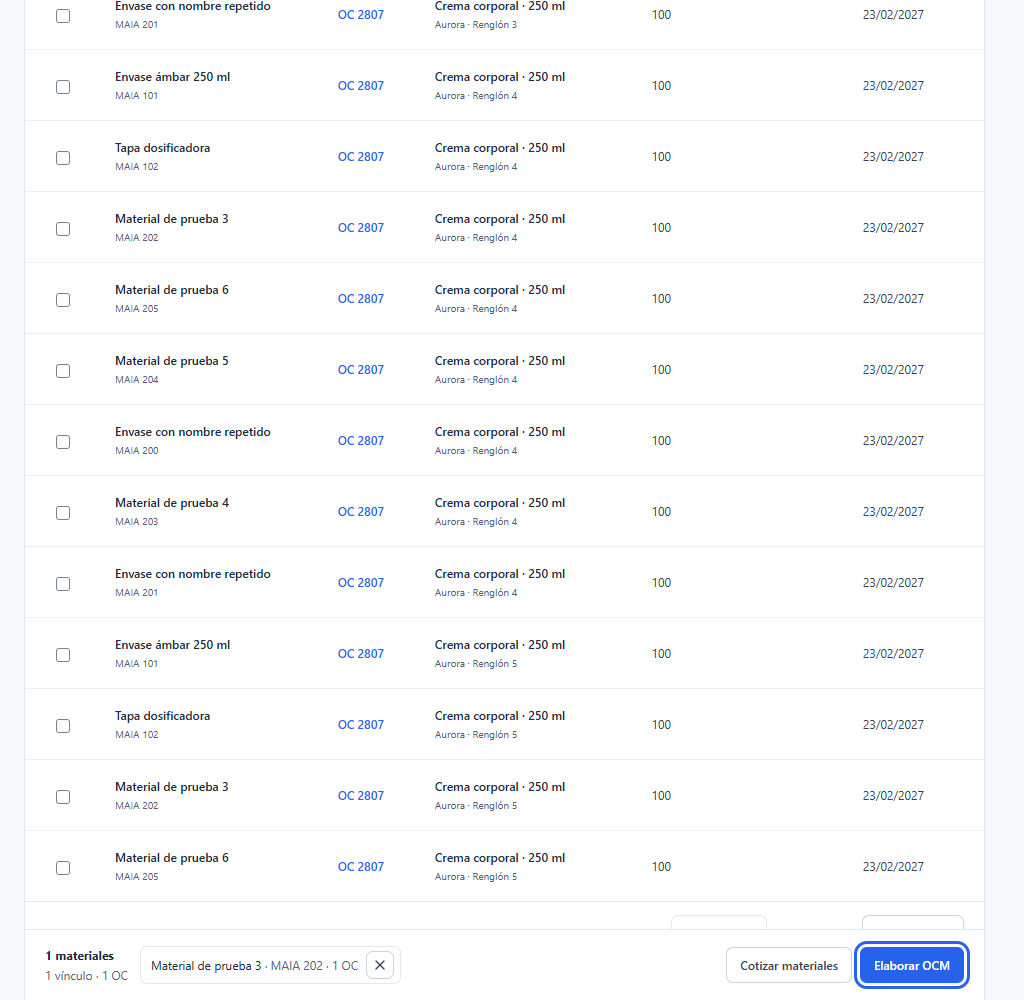 Envase con nombre repetido
MAIA 201
OC 2807
Crema corporal · 250 ml
Aurora · Renglón 3
100
23/02/2027
Envase ámbar 250 ml
MAIA 101
OC 2807
Crema corporal · 250 ml
Aurora · Renglón 4
100
23/02/2027
Tapa dosificadora
MAIA 102
OC 2807
Crema corporal · 250 ml
Aurora · Renglón 4
100
23/02/2027
Material de prueba 3
MAIA 202
OC 2807
Crema corporal · 250 ml
Aurora · Renglón 4
100
23/02/2027
Material de prueba 6
MAIA 205
OC 2807
Crema corporal · 250 ml
Aurora · Renglón 4
100
23/02/2027
Material de prueba 5
MAIA 204
OC 2807
Crema corporal · 250 ml
Aurora · Renglón 4
100
23/02/2027
Envase con nombre repetido
MAIA 200
OC 2807
Crema corporal · 250 ml
Aurora · Renglón 4
100
23/02/2027
Material de prueba 4
MAIA 203
OC 2807
Crema corporal · 250 ml
Aurora · Renglón 4
100
23/02/2027
Envase con nombre repetido
MAIA 201
OC 2807
Crema corporal · 250 ml
Aurora · Renglón 4
100
23/02/2027
Envase ámbar 250 ml
MAIA 101
OC 2807
Crema corporal · 250 ml
Aurora · Renglón 5
100
23/02/2027
Tapa dosificadora
MAIA 102
OC 2807
Crema corporal · 250 ml
Aurora · Renglón 5
100
23/02/2027
Material de prueba 3
MAIA 202
OC 2807
Crema corporal · 250 ml
Aurora · Renglón 5
100
23/02/2027
Material de prueba 6
MAIA 205
OC 2807
Crema corporal · 250 ml
Aurora · Renglón 5
100
23/02/2027
1 materiales
1 vínculo · 1 OC
Material de prueba 3 · MAIA 202 · 1 OC
Cotizar materiales
Elaborar OCM